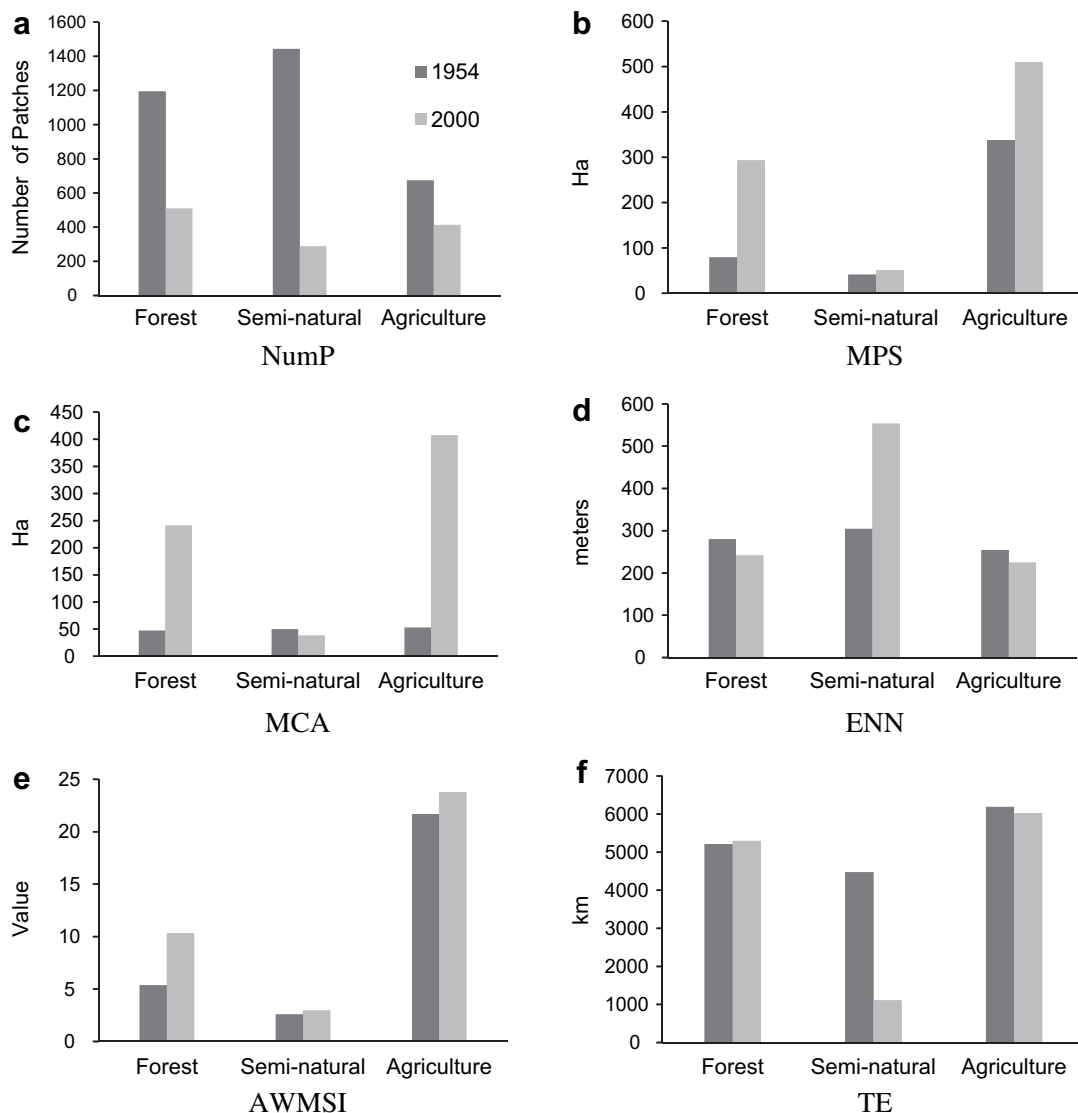 a
1600
1400
1200
1000
800
600
400
200
0
Number of Patches
1954
2000
Forest Semi-natural Agriculture
NumP
b
600
500
400
300
200
100
0
Ha
Forest Semi-natural Agriculture
MPS
c
450
400
350
300
250
200
150
100
50
0
Ha
Forest Semi-natural Agriculture
MCA
d
600
500
400
300
200
100
0
meters
Forest Semi-natural Agriculture
ENN
e
25
20
15
10
5
0
Value
Forest Semi-natural Agriculture
AWMSI
f
7000
6000
5000
4000
3000
2000
1000
0
km
Forest Semi-natural Agriculture
TE